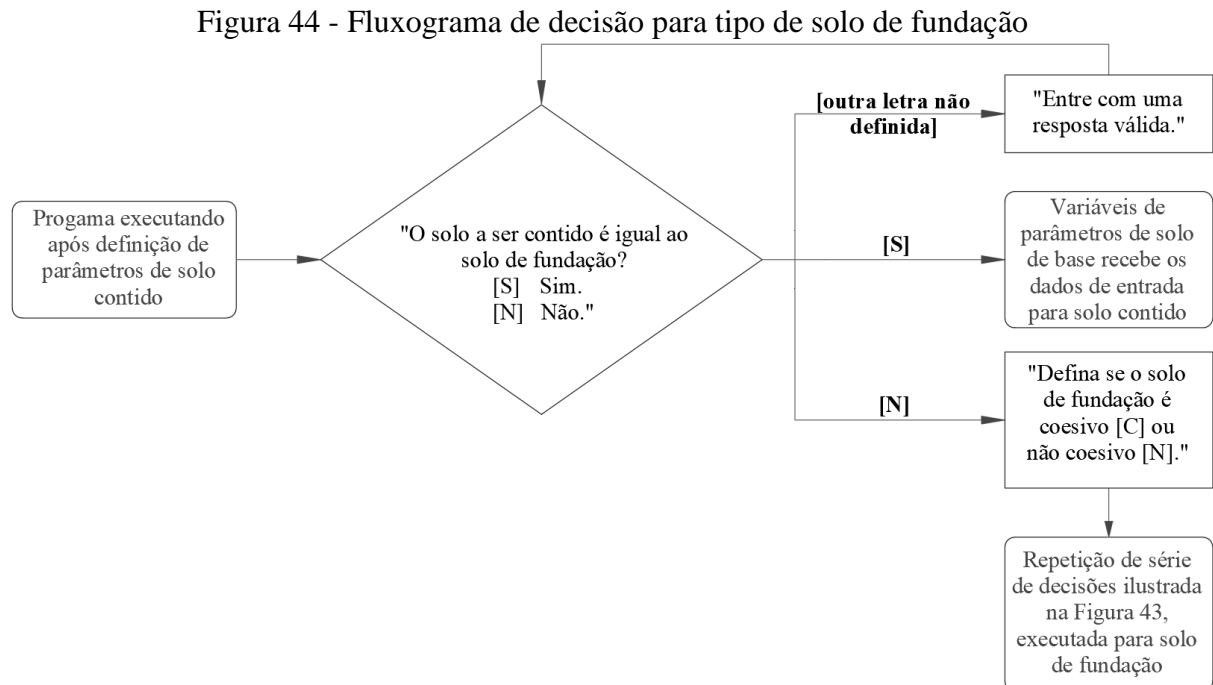 Figura 44 - Fluxograma de decisão para tipo de solo de fundação
Progama executando
após definição de
parâmetros de solo
contido
"O solo a ser contido é igual ao
solo de fundação?
[S] Sim.
[N] Não."
[outra letra não
definida]
"Entre com uma
resposta válida."
[S]
Variáveis de
parâmetros de solo
de base recebe os
dados de entrada
para solo contido
[N]
"Defina se o solo
de fundação é
coesivo [C] ou
não coesivo [N]."
Repetição de série
de decisões ilustrada
na Figura 43,
executada para solo
de fundação